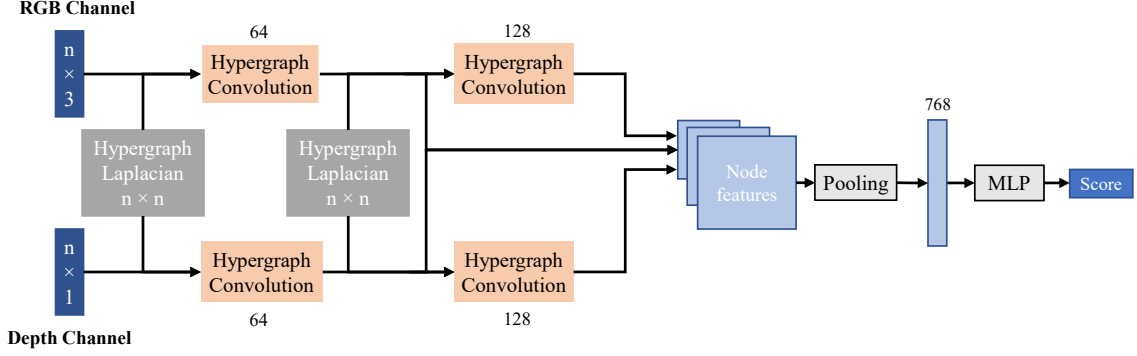 RGB Channel
n
×
3
64
Hypergraph
Convolution
128
Hypergraph
Convolution
Hypergraph
Laplacian
n × n
Hypergraph
Laplacian
n × n
n
×
1
Depth Channel
Hypergraph
Convolution
64
Hypergraph
Convolution
128
Node
features
Pooling
768
MLP
Score